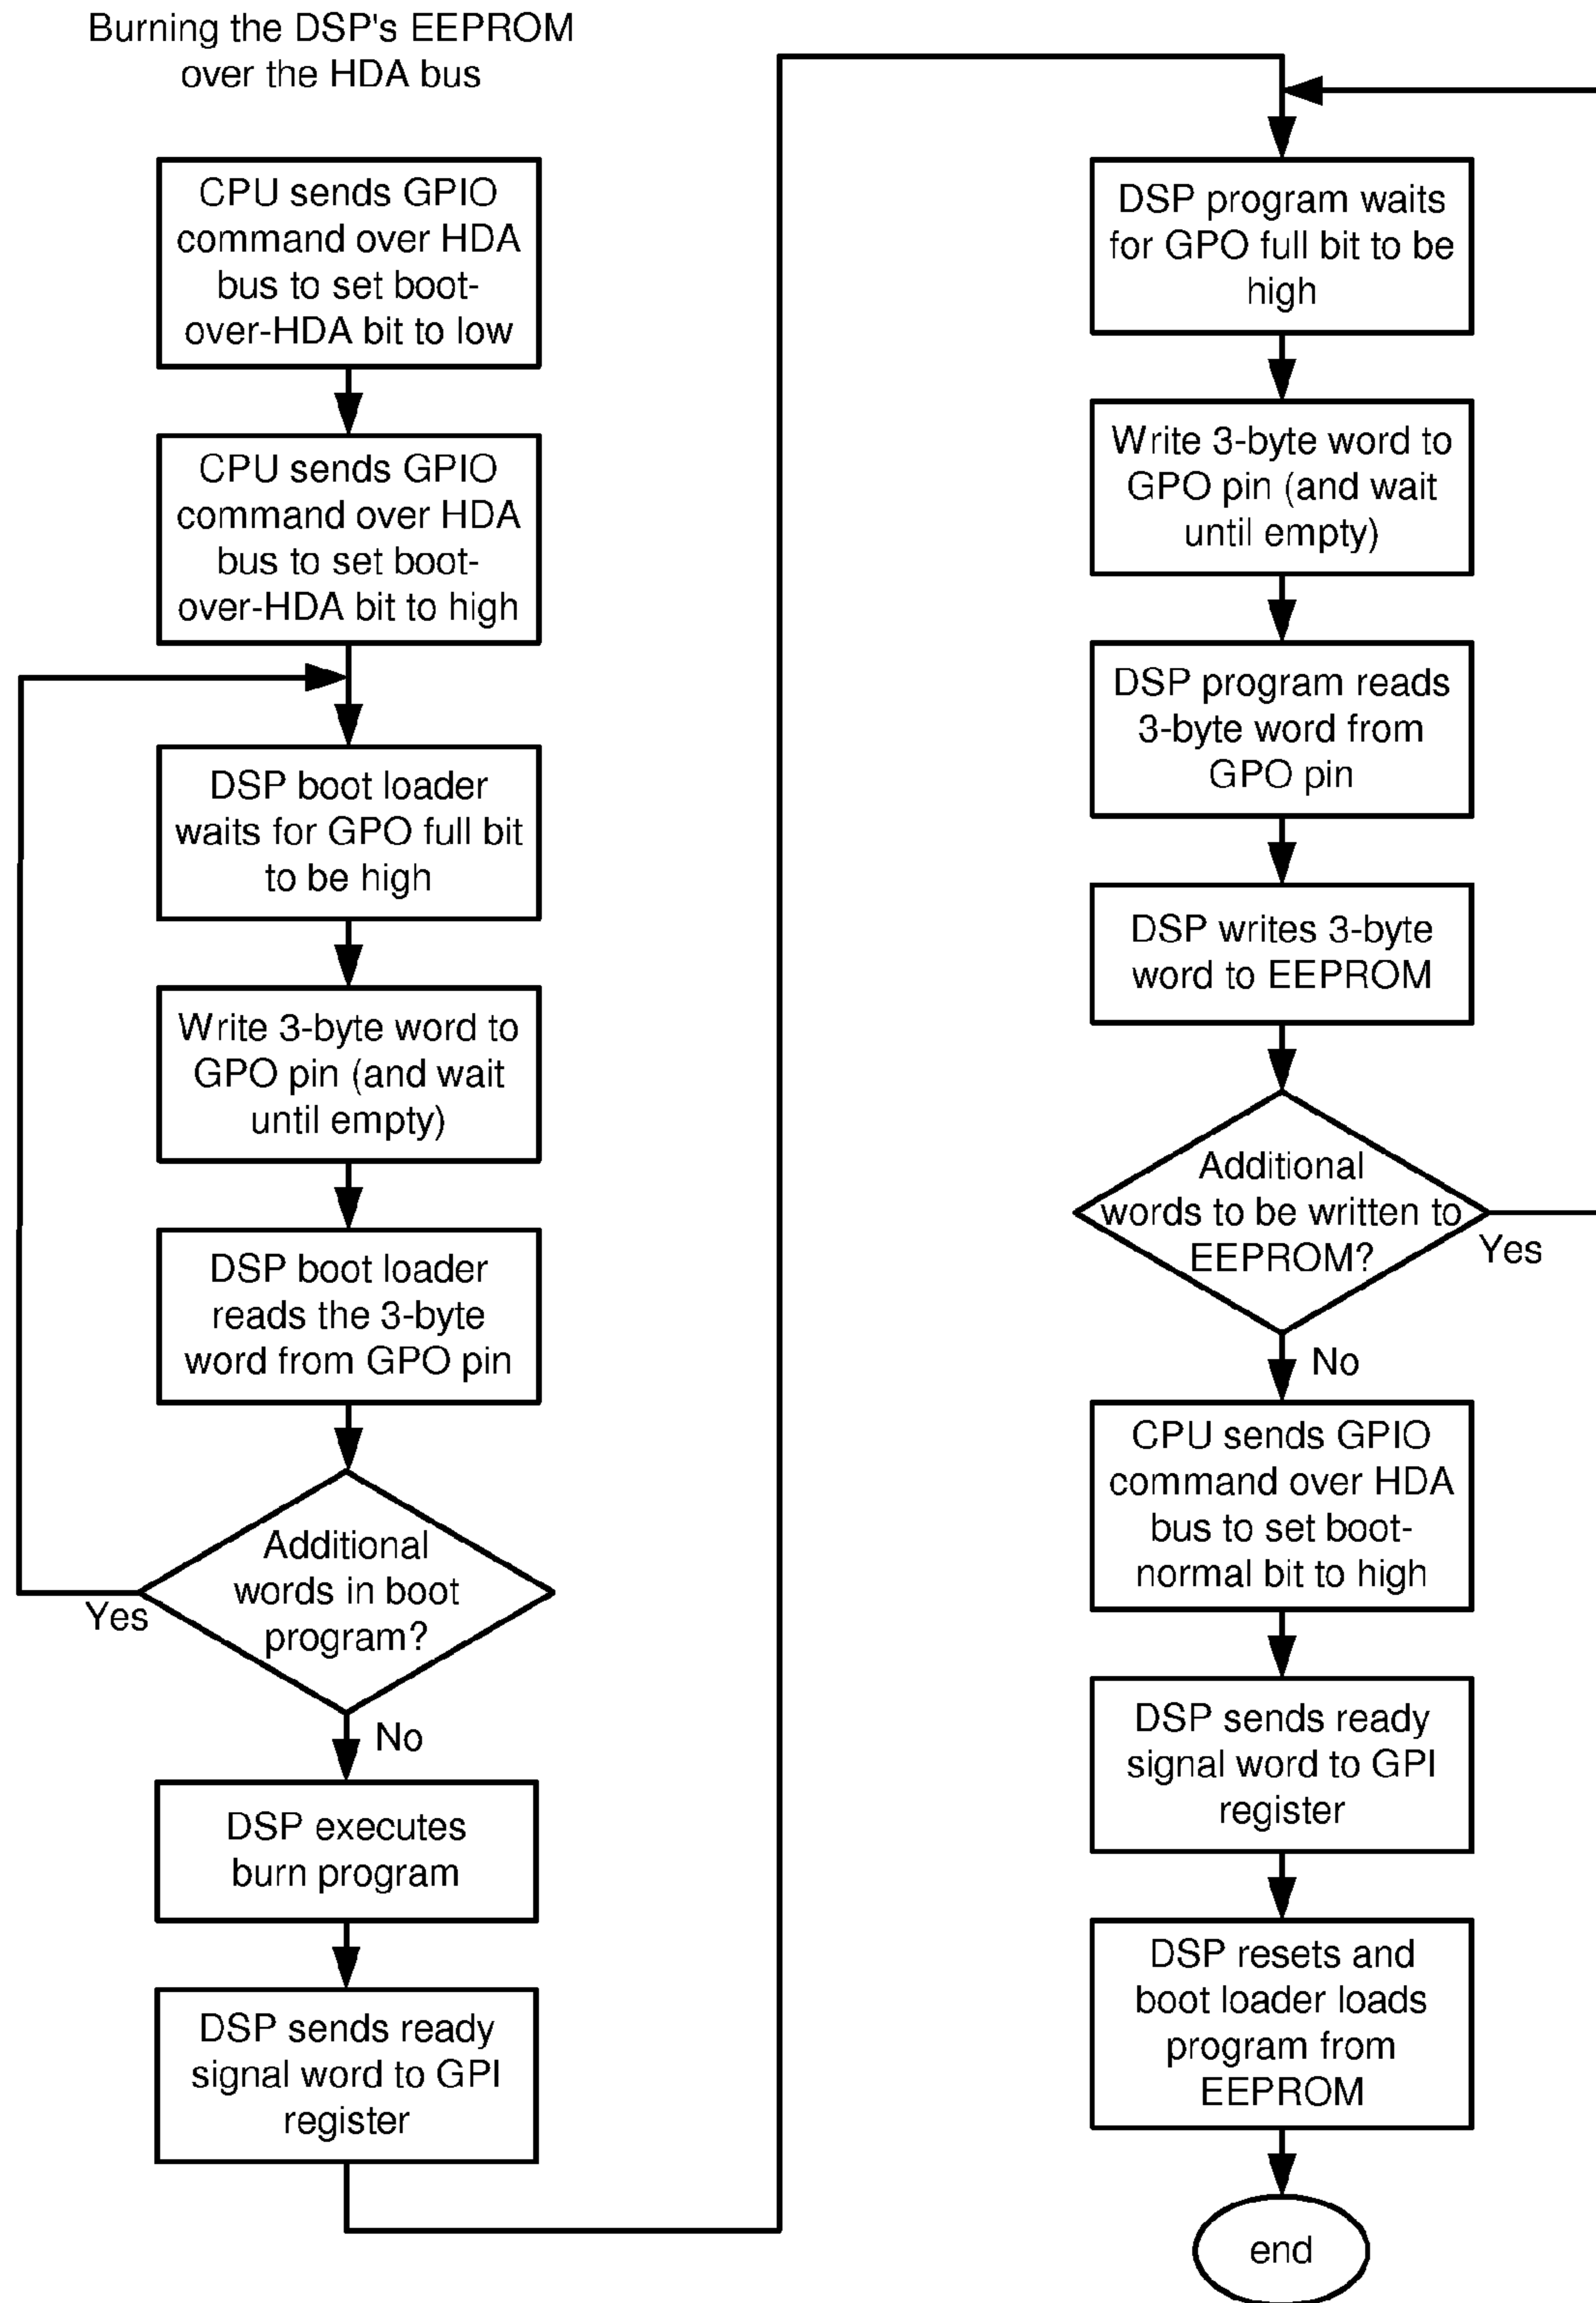 Burning the DSP's EEPROM
over the HDA bus
CPU sends GPIO
command over HDA
bus to set boot-
over-HDA bit to low
CPU sends GPIO
command over HDA
bus to set boot-
over-HDA bit to high
DSP boot loader
waits for GPO full bit
to be high
Write 3-byte word to
GPO pin (and wait
until empty)
DSP boot loader
reads the 3-byte
word from GPO pin
Additional
words in boot
program?
Yes
No
DSP executes
burn program
DSP sends ready
signal word to GPI
register
DSP program waits
for GPO full bit to be
high
Write 3-byte word to
GPO pin (and wait
until empty)
DSP program reads
3-byte word from
GPO pin
DSP writes 3-byte
word to EEPROM
Additional
words to be written to
EEPROM?
Yes
No
CPU sends GPIO
command over HDA
bus to set boot-
normal bit to high
DSP sends ready
signal word to GPI
register
DSP resets and
boot loader loads
program from
EEPROM
end